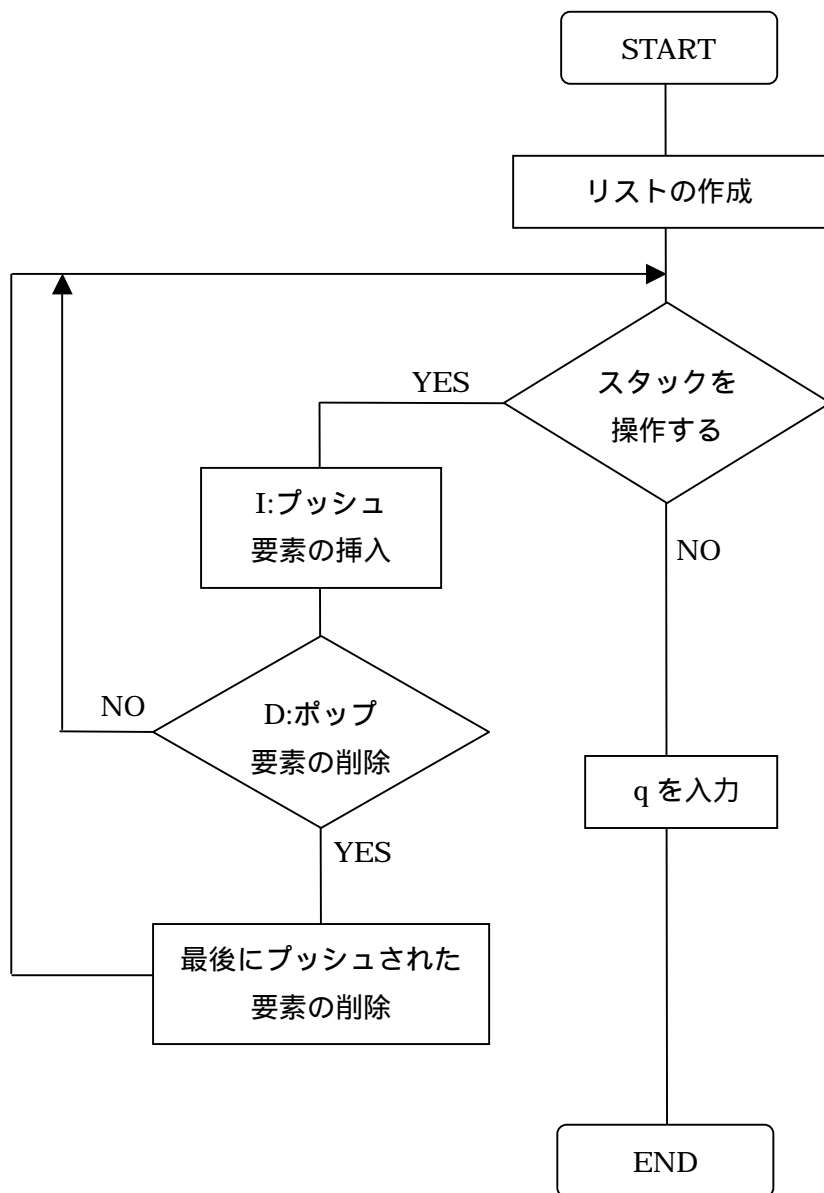 START
リストの作成
スタックを
操作する
YES
I:プッシュ
要素の挿入
NO
D:ポップ
要素の削除
NO
YES
q を入力
最後にプッシュされた
要素の削除
END